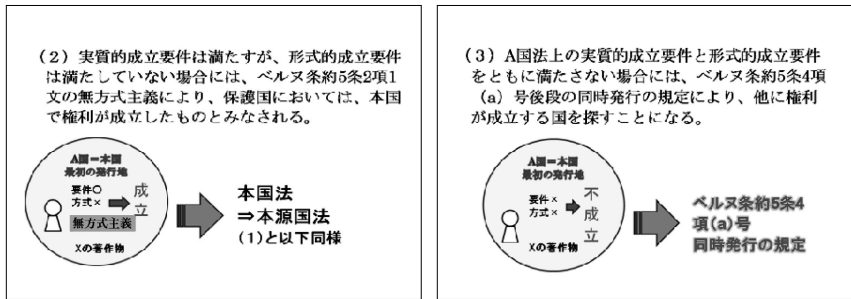 (2) 実質的成立要件は満たすが、形式的成立要件
は満たしていない場合には、ベルヌ条約5条2項1
文の無方式主義により、保護国においては、本国
で権利が成立したものとみなされる。
A国=本国
最初の発行地
要件○
方式×
成立
無方式主義
Xの著作物
本国法
⇒本源国法
(1)と以下同様
(3) A国法上の実質的成立要件と形式的成立要件
をともに満たさない場合には、ベルヌ条約5条4項
(a)号後段の同時発行の規定により、他に権利
が成立する国を探すことになる。
A国=本国
最初の発行地
要件×
方式×
不成立
Xの著作物
ベルヌ条約5条4
項(a)号
同時発行の規定